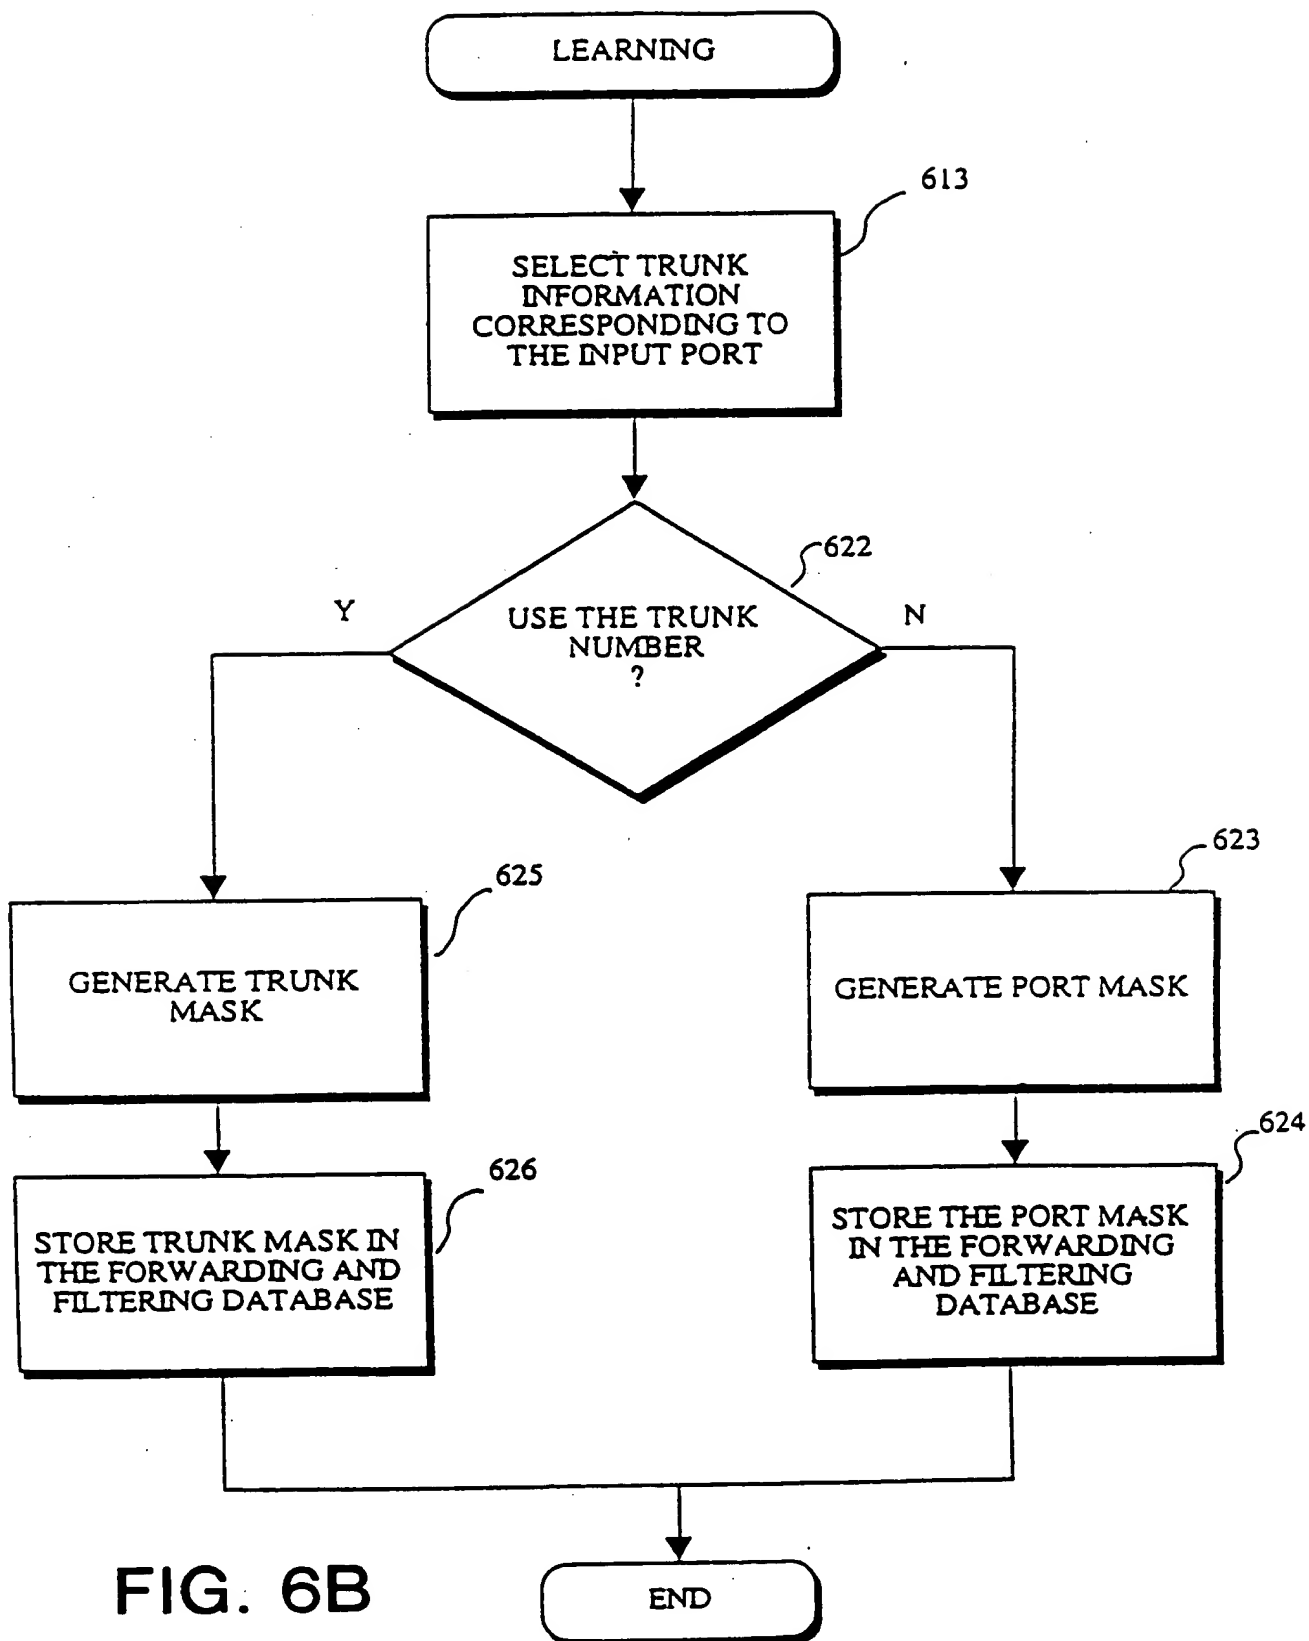 LEARNING
613
SELECT TRUNK
INFORMATION
CORRESPONDING TO
THE INPUT PORT
622
Y
USE THE TRUNK
NUMBER
?
N
625
GENERATE TRUNK
MASK
623
GENERATE PORT MASK
626
STORE TRUNK MASK IN
THE FORWARDING AND
FILTERING DATABASE
624
STORE THE PORT MASK
IN THE FORWARDING
AND FILTERING
DATABASE
END
FIG. 6B